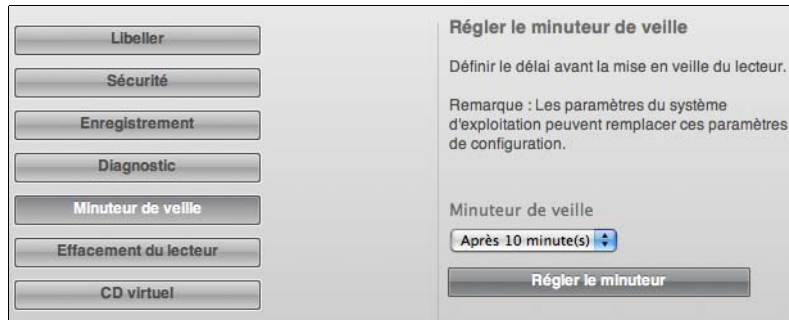 Libeller
Sécurité
Enregistrement
Diagnostic
Minuteur de veille
Effacement du lecteur
CD virtuel
Régler le minuteur de veille
Définir le délai avant la mise en veille du lecteur.
Remarque : Les paramètres du système
d'exploitation peuvent remplacer ces paramètres
de configuration.
Minuteur de veille
Après 10 minute(s)
Régler le minuteur